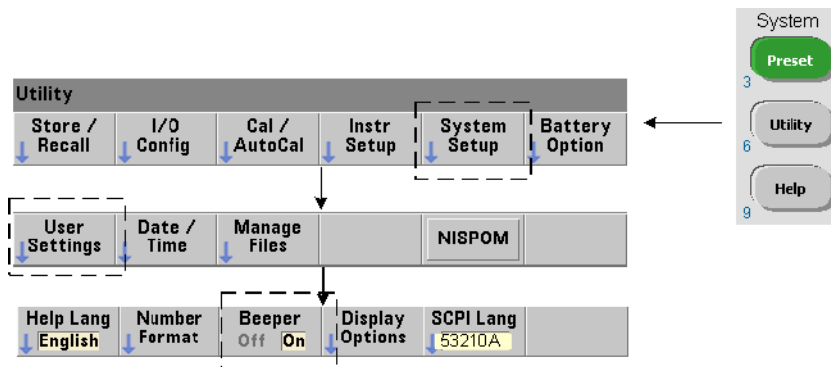 System
Preset
3
Utility
6
Help
9
Utility
Store / Recall
I/O Config
Cal / AutoCal
Instr Setup
System Setup
Battery Option
User Settings
Date / Time
Manage Files
NISPOM
Help Lang English
Number Format
Beeper Off On
Display Options
SCPI Lang 53210A